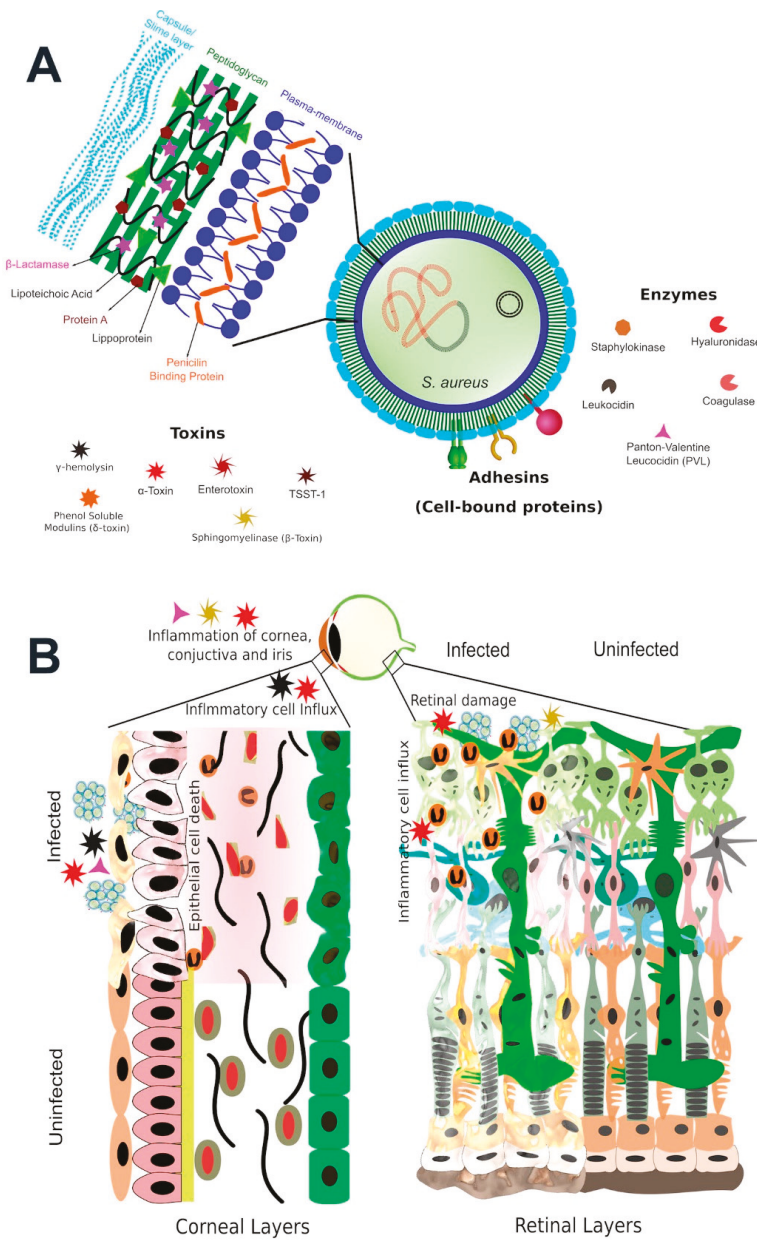 A
Capsule/
Slime layer
Peptidoglycan
Plasma-membrane
β-Lactamase
Lipoteichoic Acid
Protein A
Lippoprotein
Penicilin
Binding Protein
S. aureus
Enzymes
Staphylokinase
Hyaluronidase
Leukocidin
Coagulase
Panton-Valentine
Leucocidin (PVL)
Adhesins
(Cell-bound proteins)
Toxins
γ-hemolysin
α-Toxin
Enterotoxin
TSST-1
Phenol Soluble
Modulins (δ-toxin)
Sphingomyelinase (β-Toxin)
B
Inflammation of cornea,
conjuctiva and iris
Inflmmatory cell Influx
Infected
Uninfected
Retinal damage
Infected
Epithelial cell death
Inflammatory cell influx
Uninfected
Corneal Layers
Retinal Layers